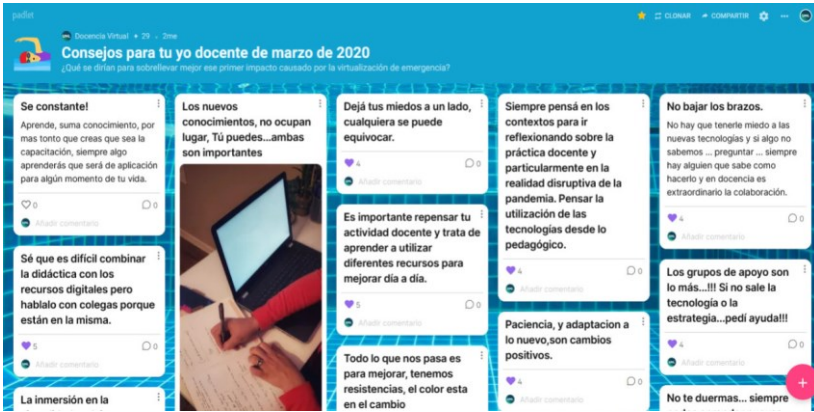 padlet
CLONAR
COMPARTIR
Docencia Virtual • 29 • 2me
Consejos para tu yo docente de marzo de 2020
¿Qué se dirían para sobrellevar mejor ese primer impacto causado por la virtualización de emergencia?
Se constante!
Aprende, suma conocimiento, por
mas tonto que creas que sea la
capacitación, siempre algo
aprenderás que será de aplicación
para algún momento de tu vida.
0
0
Añadir comentario
Sé que es difícil combinar
la didáctica con los
recursos digitales pero
hablalo con colegas porque
están en la misma.
5
0
Añadir comentario
La inmersión en la
Los nuevos
conocimientos, no ocupan
lugar, Tú puedes...ambas
son importantes
Dejá tus miedos a un lado,
cualquiera se puede
equivocar.
4
0
Añadir comentario
Es importante repensar tu
actividad docente y trata de
aprender a utilizar
diferentes recursos para
mejorar día a día.
5
0
Añadir comentario
Todo lo que nos pasa es
para mejorar, tenemos
resistencias, el color esta
en el cambio
Siempre pensá en los
contextos para ir
reflexionando sobre la
práctica docente y
particularmente en la
realidad disruptiva de la
pandemia. Pensar la
utilización de las
tecnologías desde lo
pedagógico.
4
0
Añadir comentario
Paciencia, y adaptacion a
lo nuevo,son cambios
positivos.
4
0
Añadir comentario
No bajar los brazos.
No hay que tenerle miedo a las
nuevas tecnologías y si algo no
sabemos ... preguntar ... siempre
hay alguien que sabe como
hacerlo y en docencia es
extraordinario la colaboración.
4
0
Añadir comentario
Los grupos de apoyo son
lo más...!!! Si no sale la
tecnología o la
estrategia...pedí ayuda!!!
4
0
Añadir comentario
No te duermas... siempre